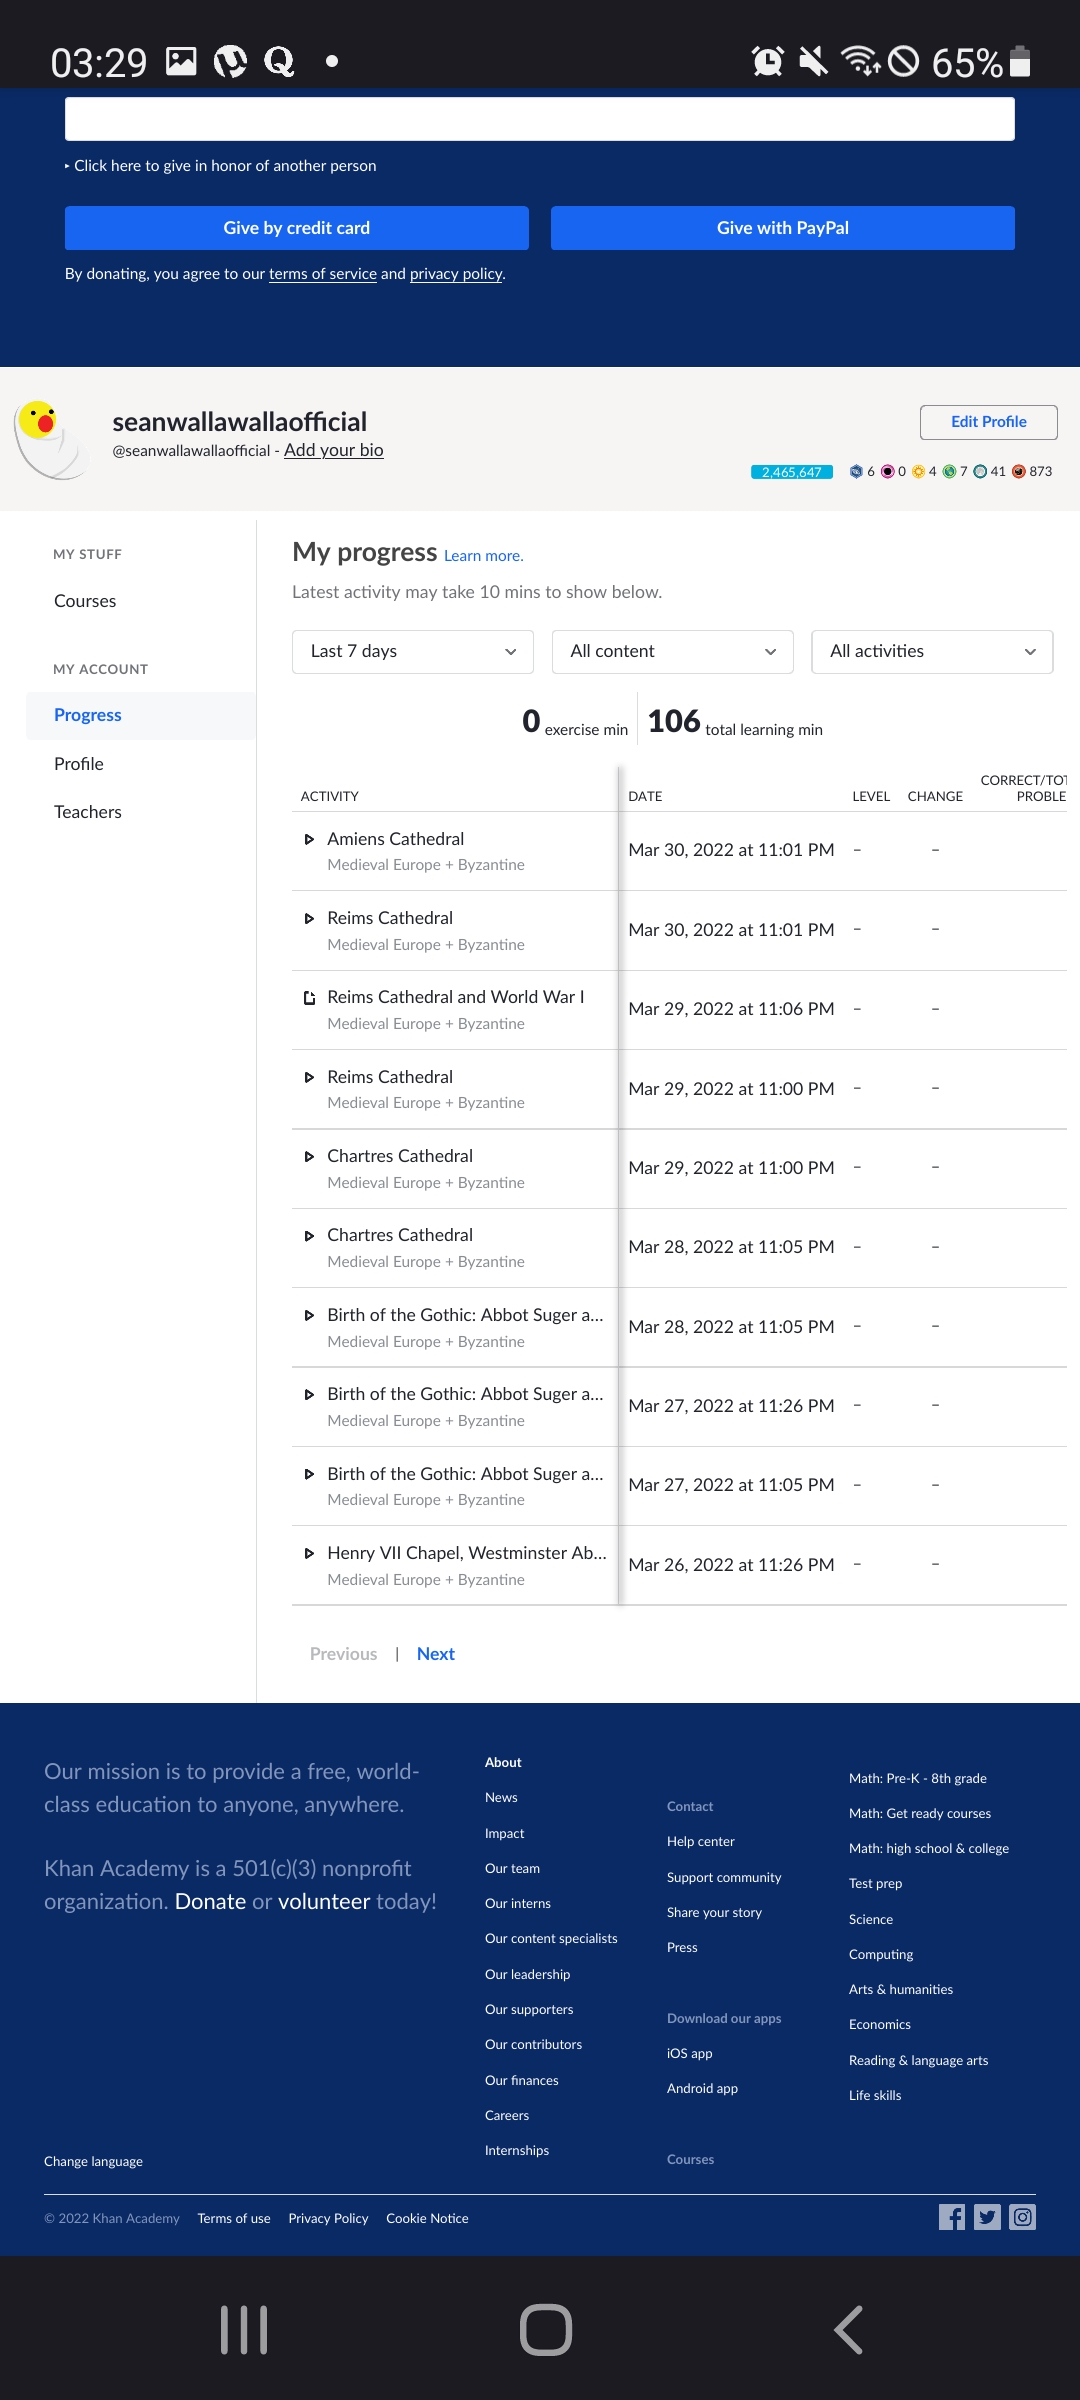 03:29
65%
Click here to give in honor of another person
Give by credit card
Give with PayPal
By donating, you agree to our terms of service and privacy policy.
seanwallawallaofficial
@seanwallawallaofficial - Add your bio
Edit Profile
2,465,647 6 0 4 7 41 873
MY STUFF
Courses
MY ACCOUNT
Progress
Profile
Teachers
My progress Learn more.
Latest activity may take 10 mins to show below.
Last 7 days
All content
All activities
0 exercise min
106 total learning min
ACTIVITY DATE LEVEL CHANGE CORRECT/TOT
PROBLE
Amiens Cathedral
Medieval Europe + Byzantine
Mar 30, 2022 at 11:01 PM – –
Reims Cathedral
Medieval Europe + Byzantine
Mar 30, 2022 at 11:01 PM – –
Reims Cathedral and World War I
Medieval Europe + Byzantine
Mar 29, 2022 at 11:06 PM – –
Reims Cathedral
Medieval Europe + Byzantine
Mar 29, 2022 at 11:00 PM – –
Chartres Cathedral
Medieval Europe + Byzantine
Mar 29, 2022 at 11:00 PM – –
Chartres Cathedral
Medieval Europe + Byzantine
Mar 28, 2022 at 11:05 PM – –
Birth of the Gothic: Abbot Suger a...
Medieval Europe + Byzantine
Mar 28, 2022 at 11:05 PM – –
Birth of the Gothic: Abbot Suger a...
Medieval Europe + Byzantine
Mar 27, 2022 at 11:26 PM – –
Birth of the Gothic: Abbot Suger a...
Medieval Europe + Byzantine
Mar 27, 2022 at 11:05 PM – –
Henry VII Chapel, Westminster Ab...
Medieval Europe + Byzantine
Mar 26, 2022 at 11:26 PM – –
Previous | Next
Our mission is to provide a free, world-
class education to anyone, anywhere.
Khan Academy is a 501(c)(3) nonprofit
organization. Donate or volunteer today!
Change language
About
News
Impact
Our team
Our interns
Our content specialists
Our leadership
Our supporters
Our contributors
Our finances
Careers
Internships
Contact
Help center
Support community
Share your story
Press
Download our apps
iOS app
Android app
Courses
Math: Pre-K - 8th grade
Math: Get ready courses
Math: high school & college
Test prep
Science
Computing
Arts & humanities
Economics
Reading & language arts
Life skills
© 2022 Khan Academy Terms of use Privacy Policy Cookie Notice